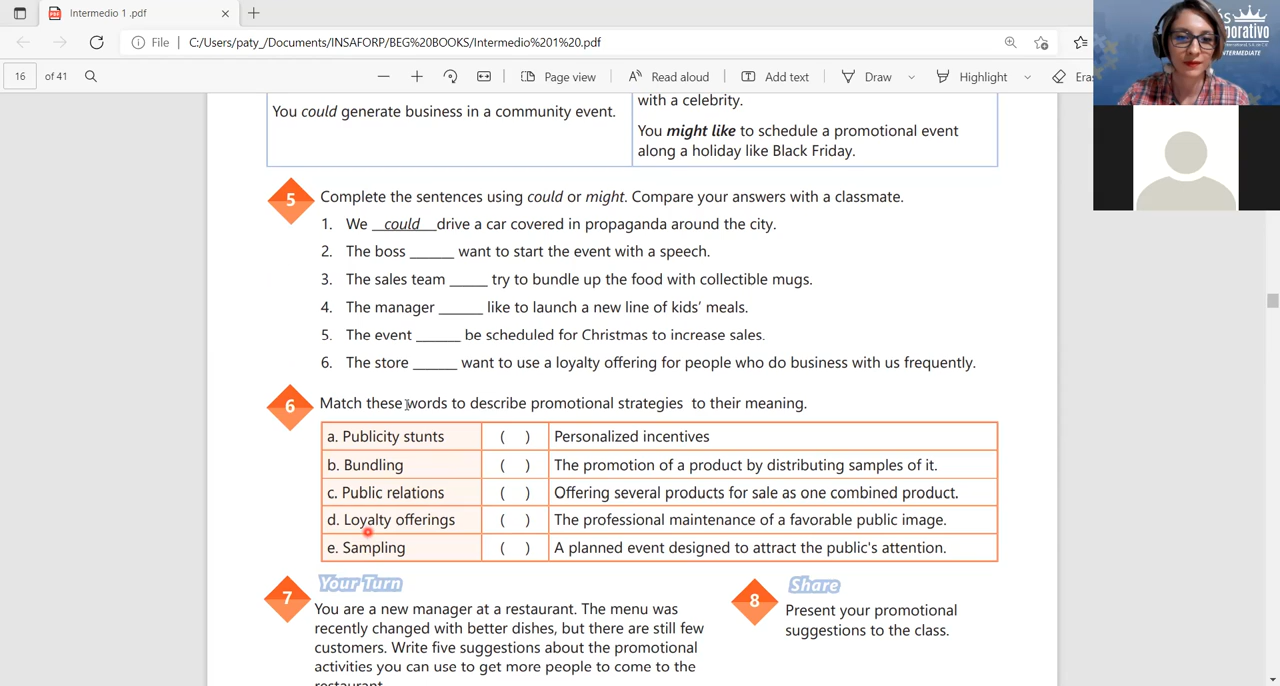 Intermedio 1 .pdf
File
C:/Users/paty_/Documents/INSAFORP/BEG%20BOOKS/Intermedio%201%20.pdf
16 of 41
Page view
Read aloud
Add text
Draw
Highlight
INTERMEDIATE
You could generate business in a community event.
with a celebrity.
You might like to schedule a promotional event
along a holiday like Black Friday.
5 Complete the sentences using could or might. Compare your answers with a classmate.
1. We __could__drive a car covered in propaganda around the city.
2. The boss ______ want to start the event with a speech.
3. The sales team _____ try to bundle up the food with collectible mugs.
4. The manager ______ like to launch a new line of kids’ meals.
5. The event ______ be scheduled for Christmas to increase sales.
6. The store ______ want to use a loyalty offering for people who do business with us frequently.
6 Match these words to describe promotional strategies to their meaning.
a. Publicity stunts ( ) Personalized incentives
b. Bundling ( ) The promotion of a product by distributing samples of it.
c. Public relations ( ) Offering several products for sale as one combined product.
d. Loyalty offerings ( ) The professional maintenance of a favorable public image.
e. Sampling ( ) A planned event designed to attract the public's attention.
7 Your Turn
You are a new manager at a restaurant. The menu was
recently changed with better dishes, but there are still few
customers. Write five suggestions about the promotional
activities you can use to get more people to come to the
restaurant.
8 Share
Present your promotional
suggestions to the class.